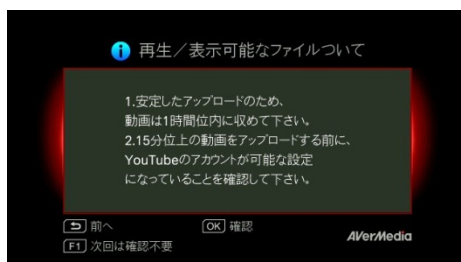 再生／表示可能なファイルついて
1.安定したアップロードのため、
動画は1時間位内に収めて下さい。
2.15分位上の動画をアップロードする前に、
YouTubeのアカウントが可能な設定
になっていることを確認して下さい。
前へ
OK 確認
F1 次回は確認不要
AVerMedia